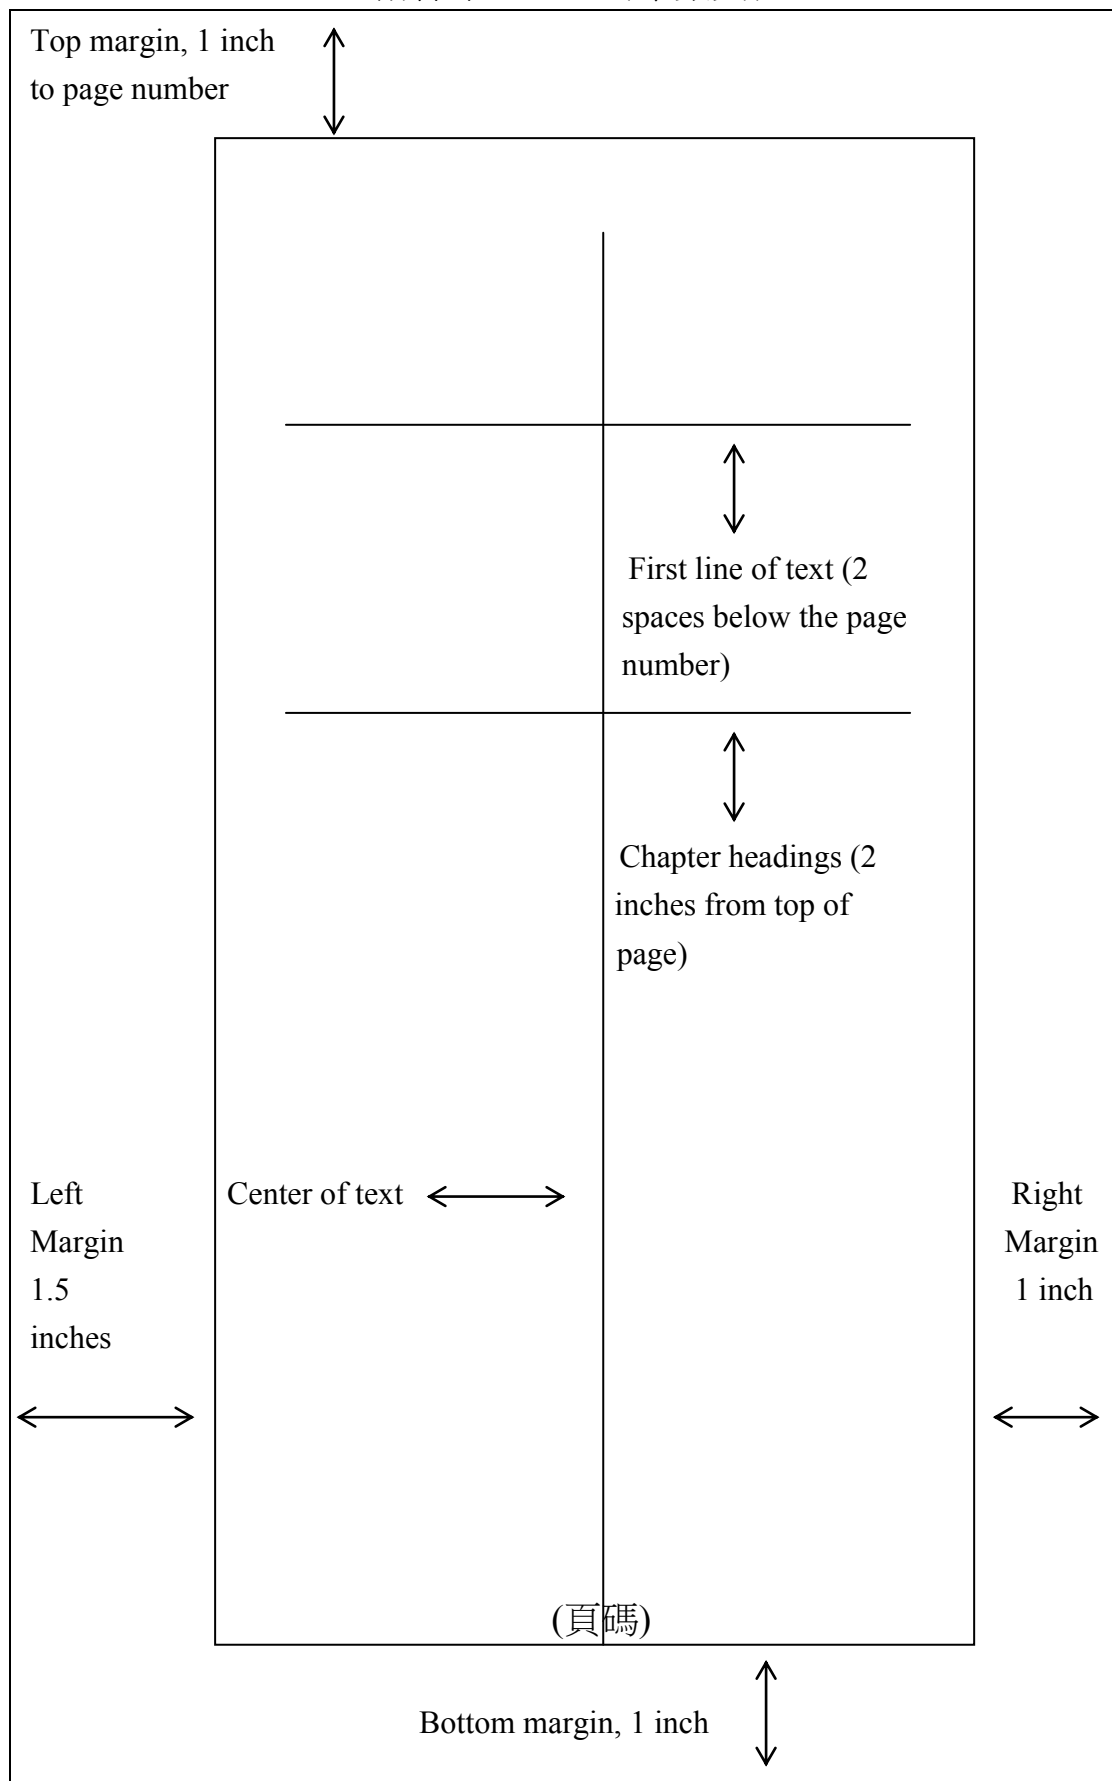 Top margin, 1 inch
to page number
First line of text (2
spaces below the page
number)
Chapter headings (2
inches from top of
page)
Left
Margin
1.5
inches
Center of text
Right
Margin
1 inch
(頁碼)
Bottom margin, 1 inch